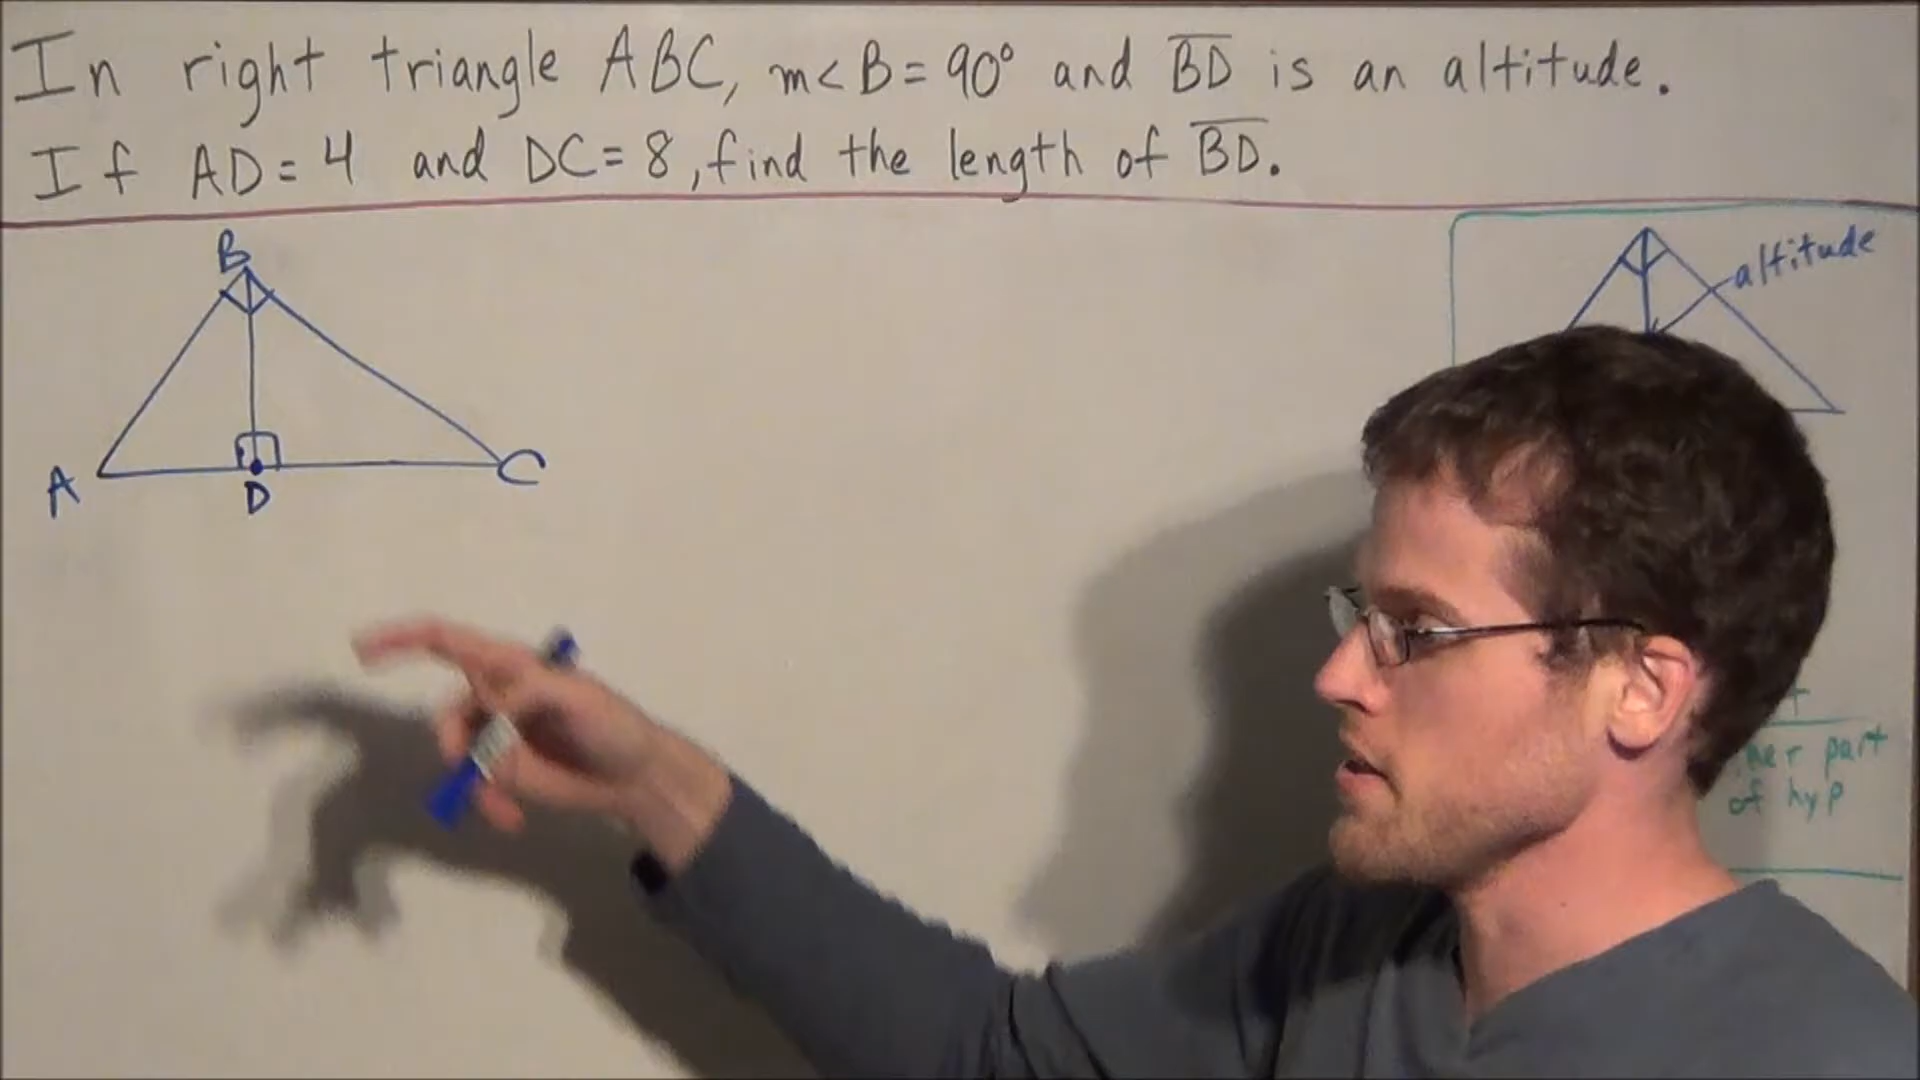 In right triangle ABC, m<B = 90° and BD is an altitude.
If AD = 4 and DC = 8, find the length of BD.
B
altitude
A
D
C
part
of hyp